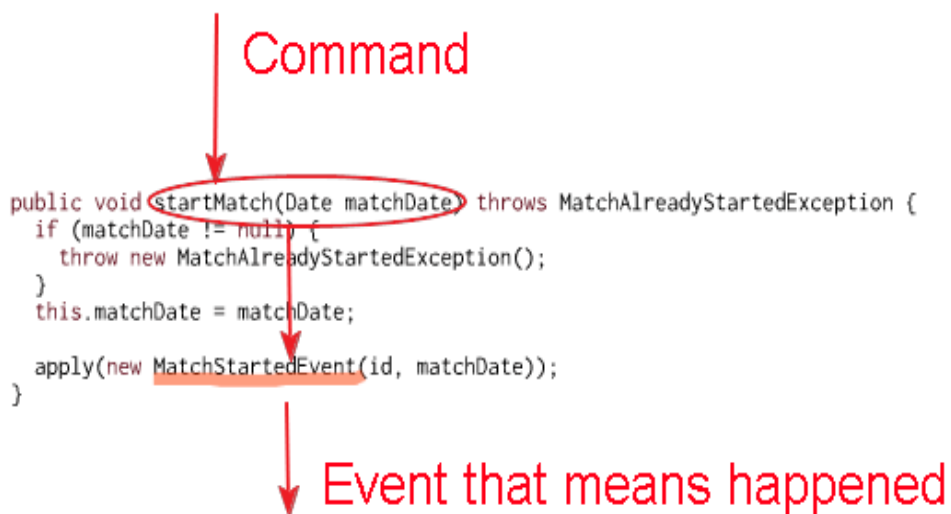 Command
public void startMatch(Date matchDate) throws MatchAlreadyStartedException {
if (matchDate != null) {
throw new MatchAlreadyStartedException();
}
this.matchDate = matchDate;
apply(new MatchStartedEvent(id, matchDate));
}
Event that means happened